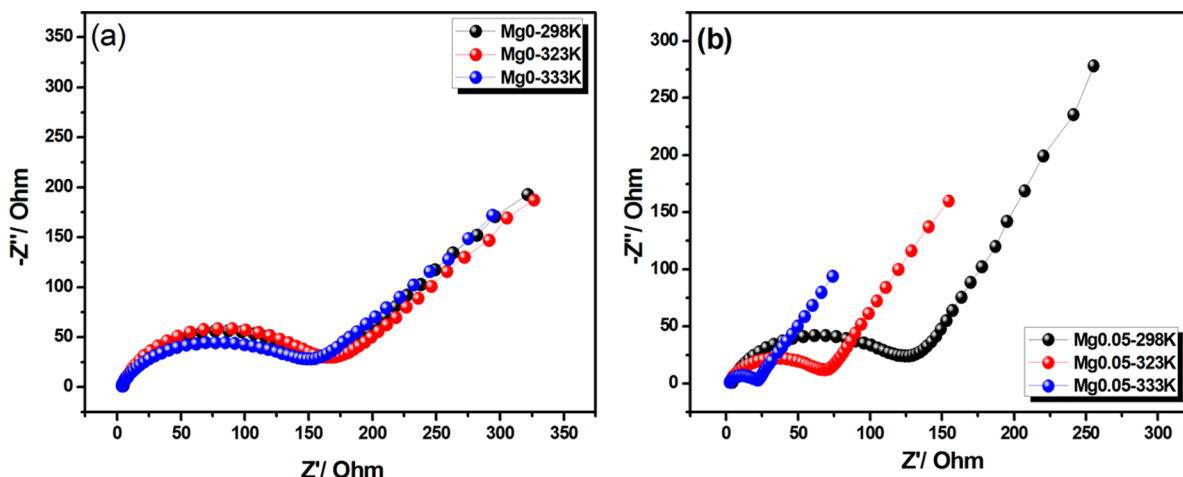 (a)
Mg0-298K
Mg0-323K
Mg0-333K
350
300
250
200
150
100
50
0
-Z''/ Ohm
0 50 100 150 200 250 300 350
Z'/ Ohm
(b)
300
250
200
150
100
50
0
-Z''/ Ohm
Mg0.05-298K
Mg0.05-323K
Mg0.05-333K
0 50 100 150 200 250 300
Z'/ Ohm